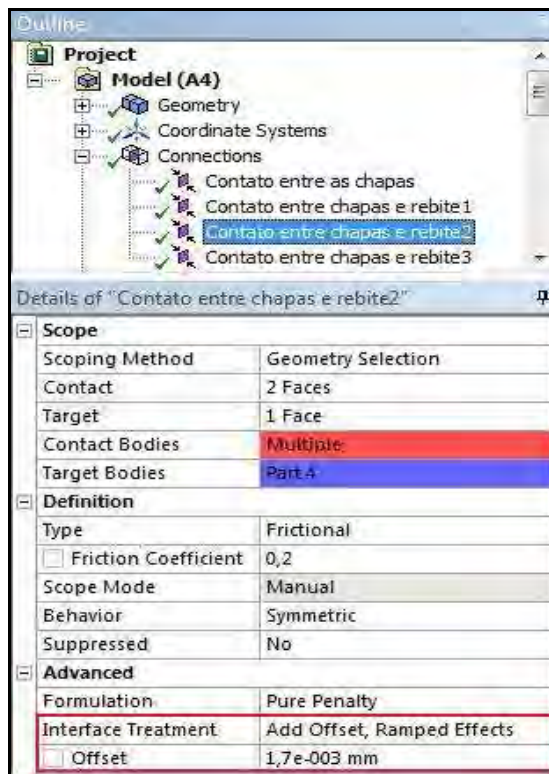 Outline
Project
Model (A4)
Geometry
Coordinate Systems
Connections
Contato entre as chapas
Contato entre chapas e rebite1
Contato entre chapas e rebite2
Contato entre chapas e rebite3
Details of "Contato entre chapas e rebite2"
Scope
Scoping Method Geometry Selection
Contact 2 Faces
Target 1 Face
Contact Bodies Multiple
Target Bodies Part 4
Definition
Type Frictional
Friction Coefficient 0,2
Scope Mode Manual
Behavior Symmetric
Suppressed No
Advanced
Formulation Pure Penalty
Interface Treatment Add Offset, Ramped Effects
Offset 1,7e-003 mm